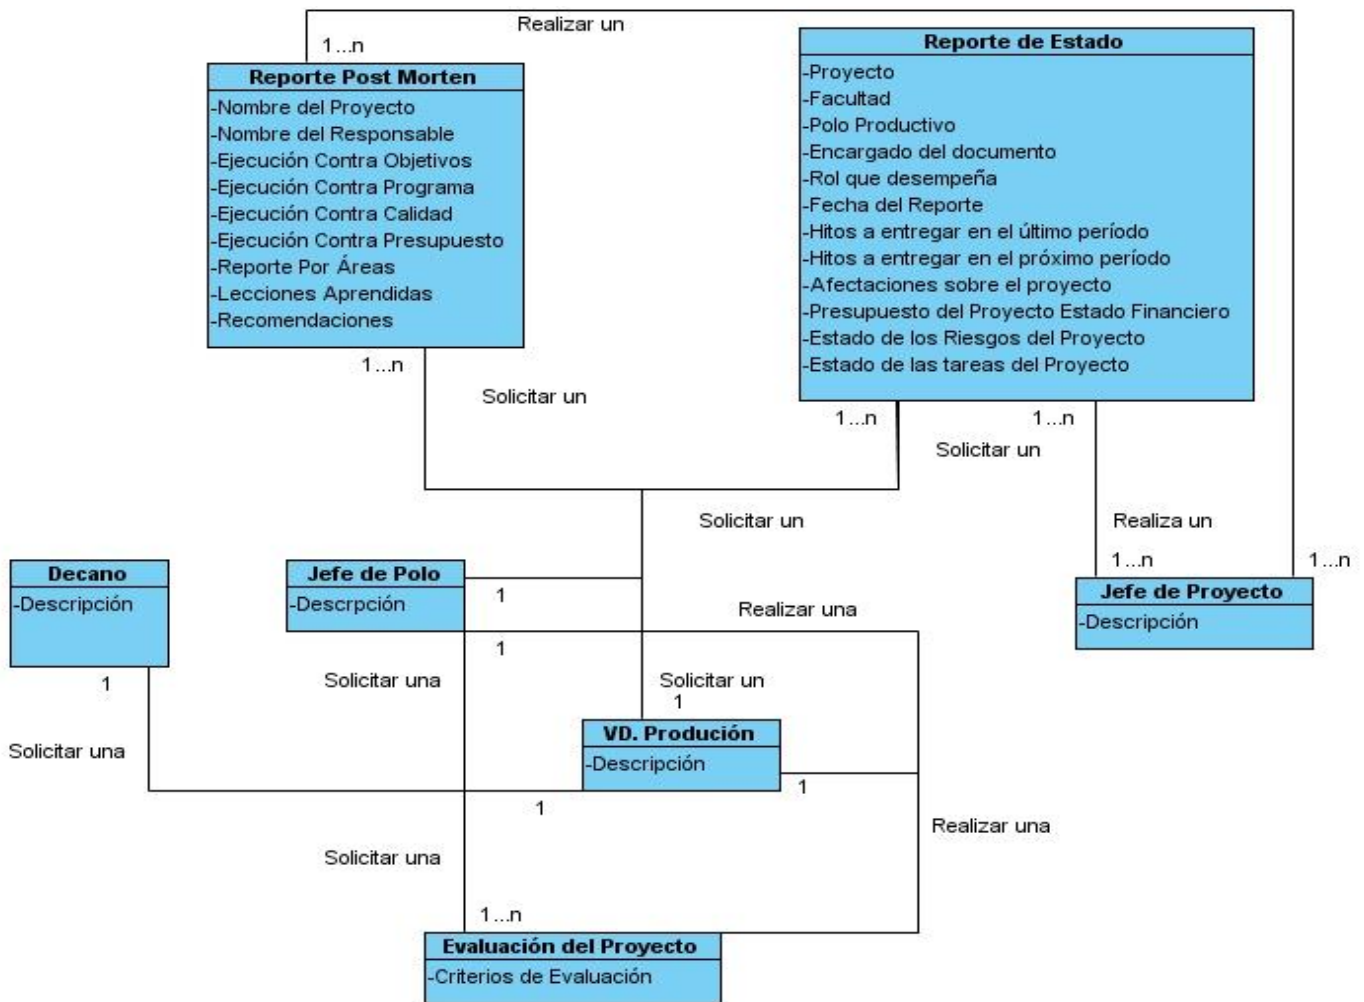 Realizar un
1...n
Reporte de Estado
-Proyecto
-Facultad
-Polo Productivo
-Encargado del documento
-Rol que desempeña
-Fecha del Reporte
-Hitos a entregar en el último período
-Hitos a entregar en el próximo período
-Afectaciones sobre el proyecto
-Presupuesto del Proyecto Estado Financiero
-Estado de los Riesgos del Proyecto
-Estado de las tareas del Proyecto
Reporte Post Morten
-Nombre del Proyecto
-Nombre del Responsable
-Ejecución Contra Objetivos
-Ejecución Contra Programa
-Ejecución Contra Calidad
-Ejecución Contra Presupuesto
-Reporte Por Áreas
-Lecciones Aprendidas
-Recomendaciones
1...n
Solicitar un
1...n
1...n
Solicitar un
Solicitar un
Realiza un
1...n
1...n
Decano
-Descripción
Jefe de Polo
-Descrpción
1
Realizar una
Jefe de Proyecto
-Descripción
1
1
Solicitar una
Solicitar un
1
Solicitar una
VD. Produción
-Descripción
1
1
Realizar una
Solicitar una
1...n
Evaluación del Proyecto
-Criterios de Evaluación